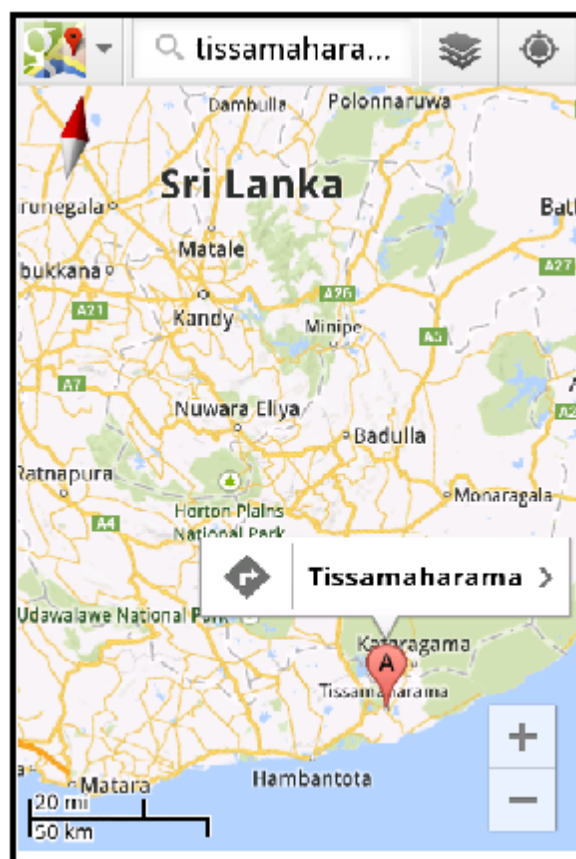 tissamahara...
Dambulla
Polonnaruwa
Sri Lanka
runegala
Batt
Matale
bukkana
A27
A26
A21
Kandy
Minipe
A5
A7
Nuwara Eliya
Badulla
Ratnapura
Monaragala
Horton Plains
National Park
A4
Tissamaharama
Udawalawe National Park
Kataragama
A
Tissamaharama
Hambantota
Matara
20 mi
50 km